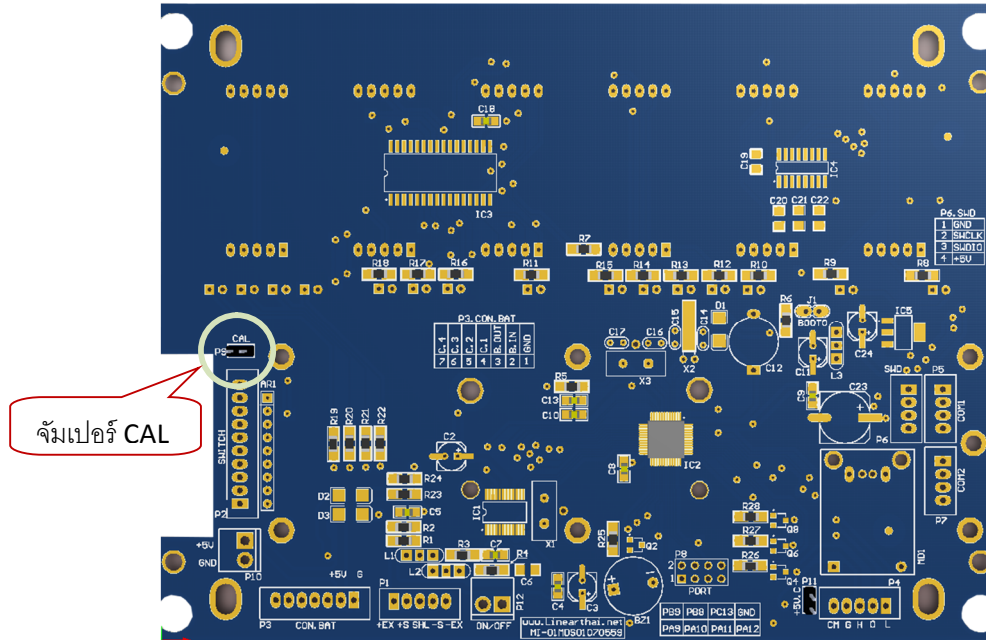 C18
IC3
C19
IC4
C20 C21 C22
P6.SWD
1 GND
2 SWCLK
3 SWDIO
4 +5V
R7
R18 R17 R16 R11 R15 R14 R13 R12 R10 R9 R8
CAL
P9
P3.CON.BAT
7 C.4
6 C.3
5 C.2
4 C.1
3 B.OUT
2 B.IN
1 GND
C17 C16 C15 C14 D1
R6 J1
BOOT0
IC5
C24
X3 X2 C12 C11 L3
จัมเปอร์ CAL
AR1
SWITCH
P2
R5
C13
C10
C9 C23
SWD P5
COM1
P6
R19 R20 R21 R22
C2
IC2
C8
COM2
P7
R24
R23
D2
D3
C5
R2
R1
IC1
X1
R28
Q8
R27
Q6
R26
Q4
MD1
+5V
GND
P10
L1 R3 C7 R4
L2 C6
R25 Q2
P8
2
1
PORT
+5V G
P1
P3 CON.BAT
+EX +S SHL -S -EX
P12
ON/OFF
C4 C3
BZ1
P11
+5V.C
P4
CM G H O L
www.Linearthai.net
MI-01MDS01070559
PB9 PB8 PC13 GND
PA9 PA10 PA11 PA12